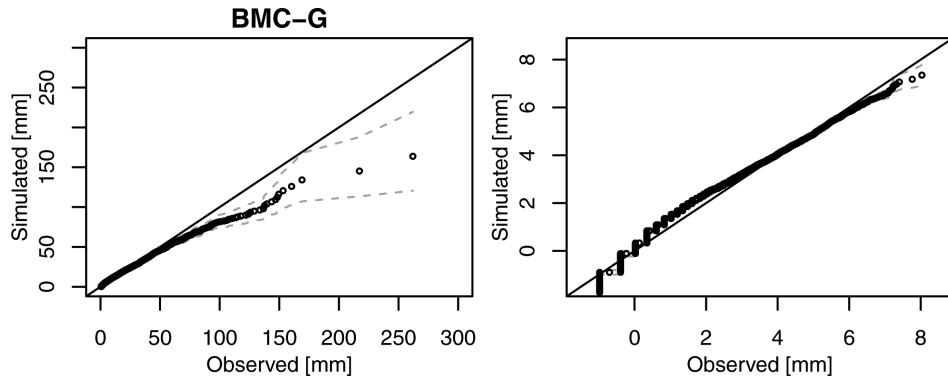 BMC−G
Simulated [mm]
0 50 150 250
0 50 100 150 200 250 300
Observed [mm]
Simulated [mm]
0 2 4 6 8
0 2 4 6 8
Observed [mm]